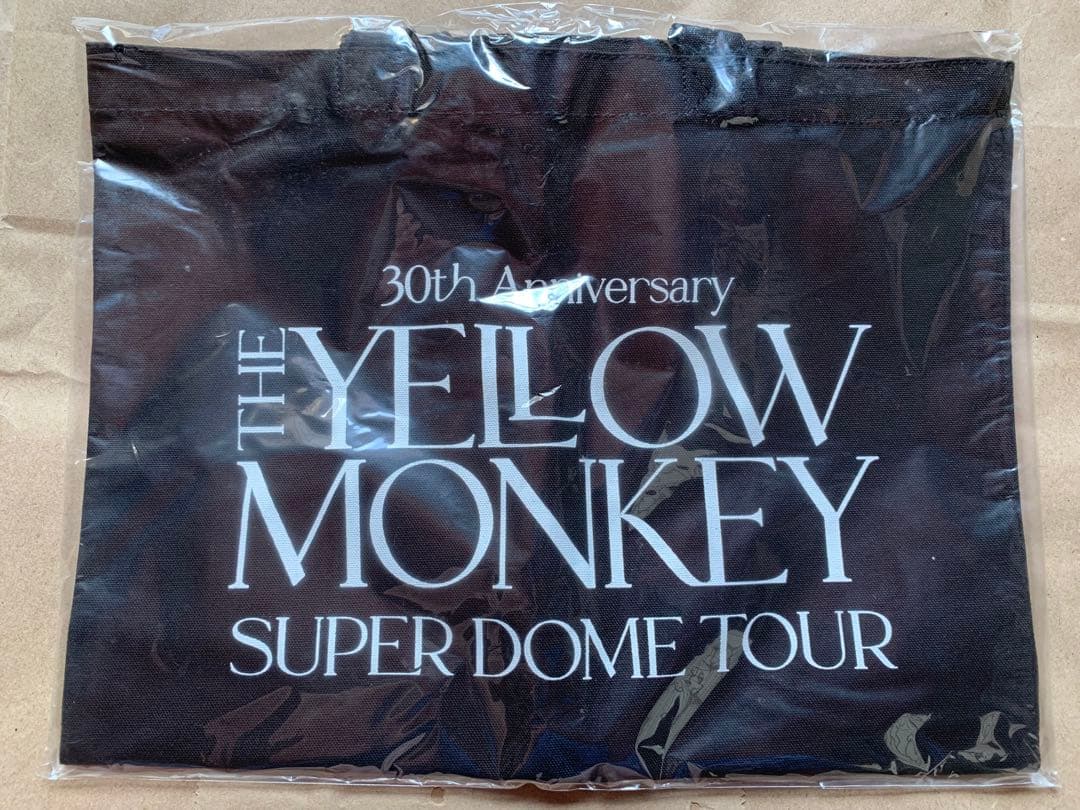 30th Anniversary
THE YELLOW
MONKEY
SUPER DOME TOUR